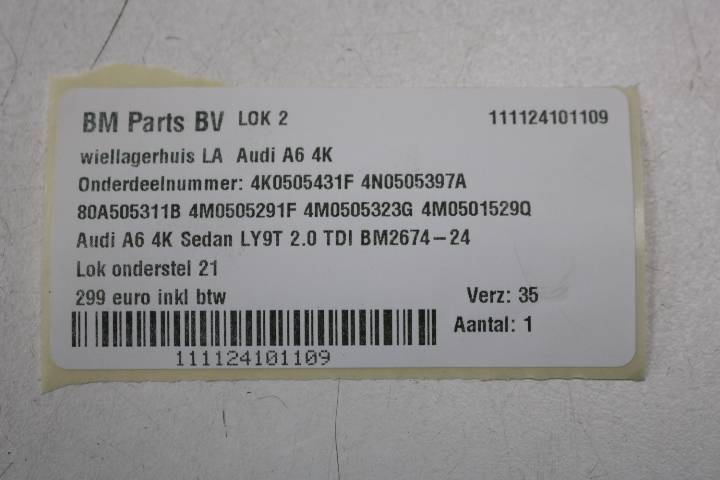 BM Parts BV LOK 2 111124101109
wiellagerhuis LA Audi A6 4K
Onderdeelnummer: 4K0505431F 4N0505397A
80A505311B 4M0505291F 4M0505323G 4M0501529Q
Audi A6 4K Sedan LY9T 2.0 TDI BM2674-24
Lok onderstel 21
299 euro inkl btw Verz: 35
Aantal: 1
111124101109